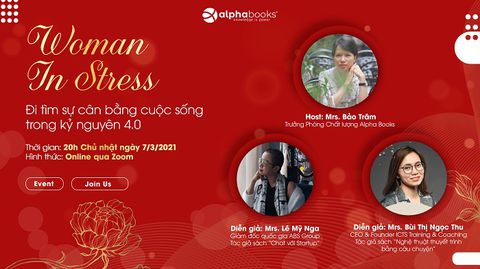 alphabooks
knowledge is power
Woman
In Stress
Đi tìm sự cân bằng cuộc sống
trong kỷ nguyên 4.0
Thời gian: 20h Chủ nhật ngày 7/3/2021
Hình thức: Online qua Zoom
Event
Join Us
Host: Mrs. Bảo Trâm
Trưởng Phòng Chất lượng Alpha Books
Diễn giả: Mrs. Lê Mỹ Nga
Giám đốc quốc gia ABS Group
Tác giả sách "Chat với Startup"
Diễn giả: Mrs. Bùi Thị Ngọc Thu
CEO & Founder ICTS Training & Coaching
Tác giả sách "Nghệ thuật thuyết trình
bằng câu chuyện"